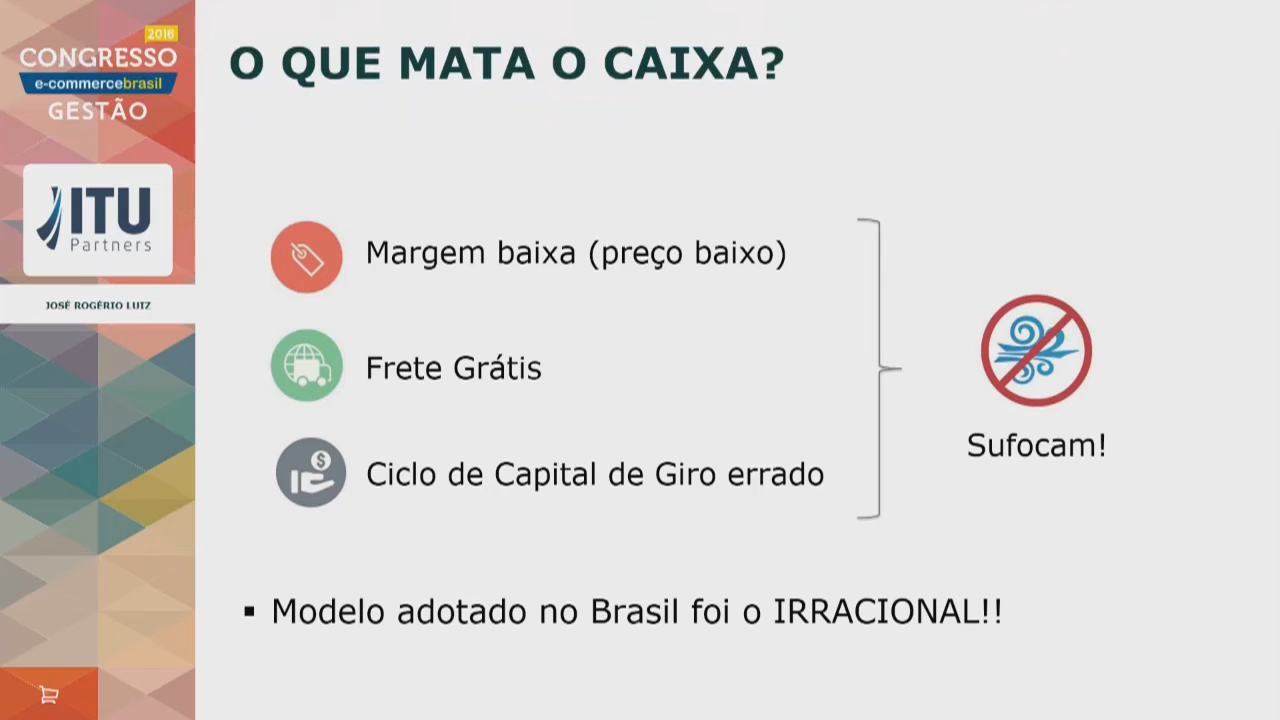 2016
CONGRESSO
e-commercebrasil
GESTÃO
ITU
Partners
JOSÉ ROGÉRIO LUIZ
O QUE MATA O CAIXA?
Margem baixa (preço baixo)
Frete Grátis
$
Ciclo de Capital de Giro errado
Sufocam!
▪ Modelo adotado no Brasil foi o IRRACIONAL!!